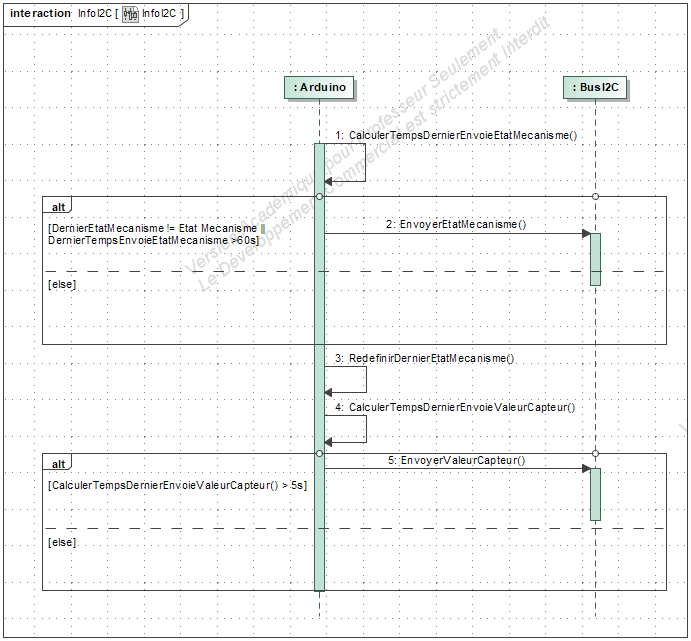 interaction InfoI2C [ InfoI2C ]
: Arduino
: BusI2C
Version Académique pour Professeur Seulement
Le Developpement Commercial est strictement interdit
1: CalculerTempsDernierEnvoieEtatMecanisme()
alt
[DernierEtatMecanisme != Etat Mecanisme |
DernierTempsEnvoieEtatMecanisme >60s]
2: EnvoyerEtatMecanisme()
[else]
3: RedefinirDernierEtatMecanisme()
4: CalculerTempsDernierEnvoieValeurCapteur()
alt
5: EnvoyerValeurCapteur()
[CalculerTempsDernierEnvoieValeurCapteur() > 5s]
[else]